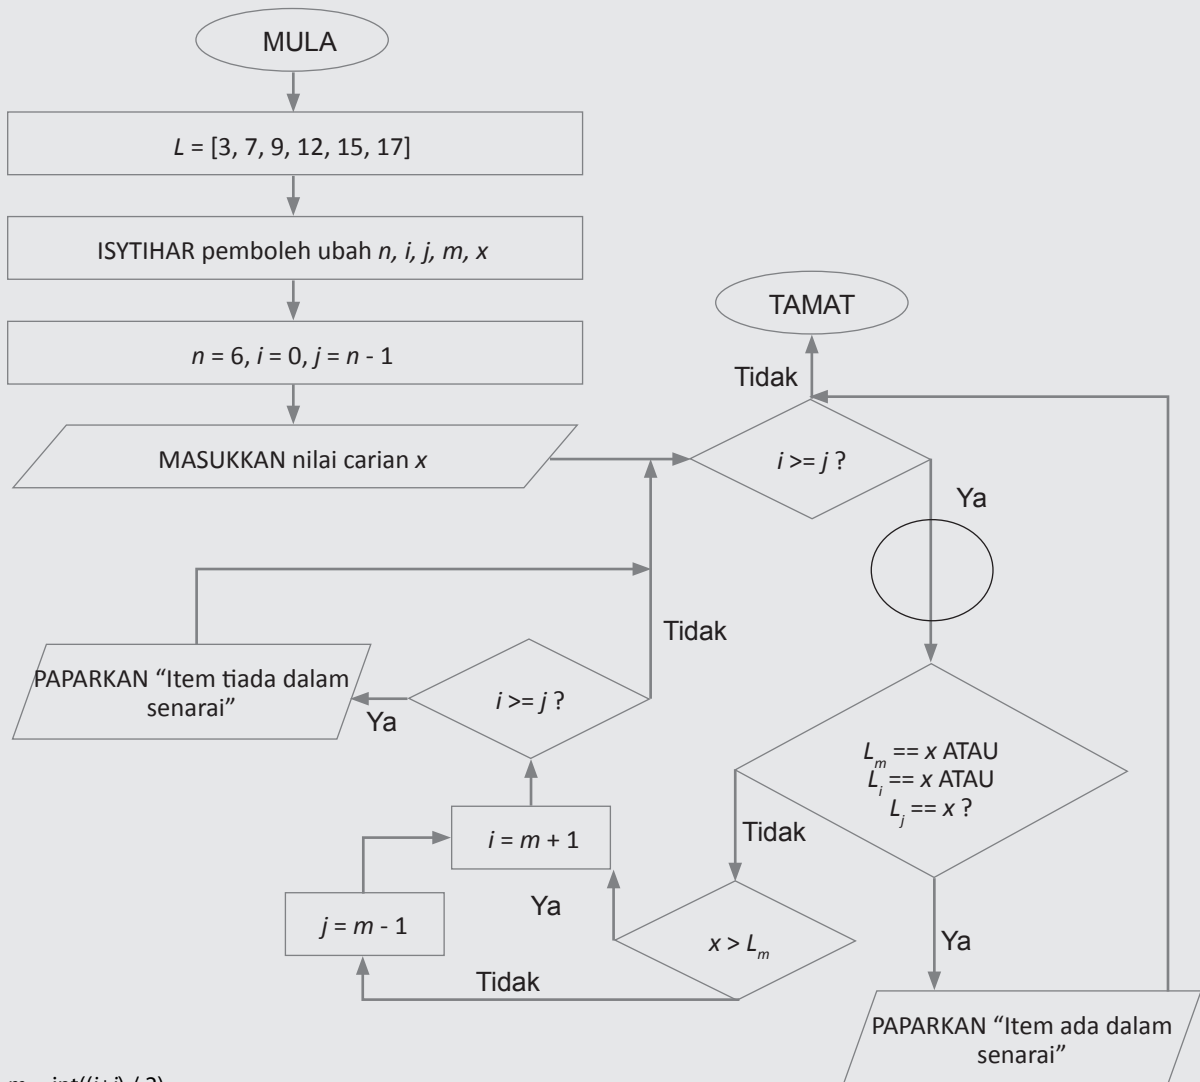 MULA
L = [3, 7, 9, 12, 15, 17]
ISYTIHAR pemboleh ubah n, i, j, m, x
n = 6, i = 0, j = n - 1
MASUKKAN nilai carian x
TAMAT
Tidak
i >= j ?
Ya
Tidak
PAPARKAN “Item tiada dalam
senarai”
Ya
i >= j ?
L_m == x ATAU
L_i == x ATAU
L_j == x ?
i = m + 1
Tidak
j = m - 1
Ya
x > L_m
Ya
Tidak
PAPARKAN “Item ada dalam
senarai”